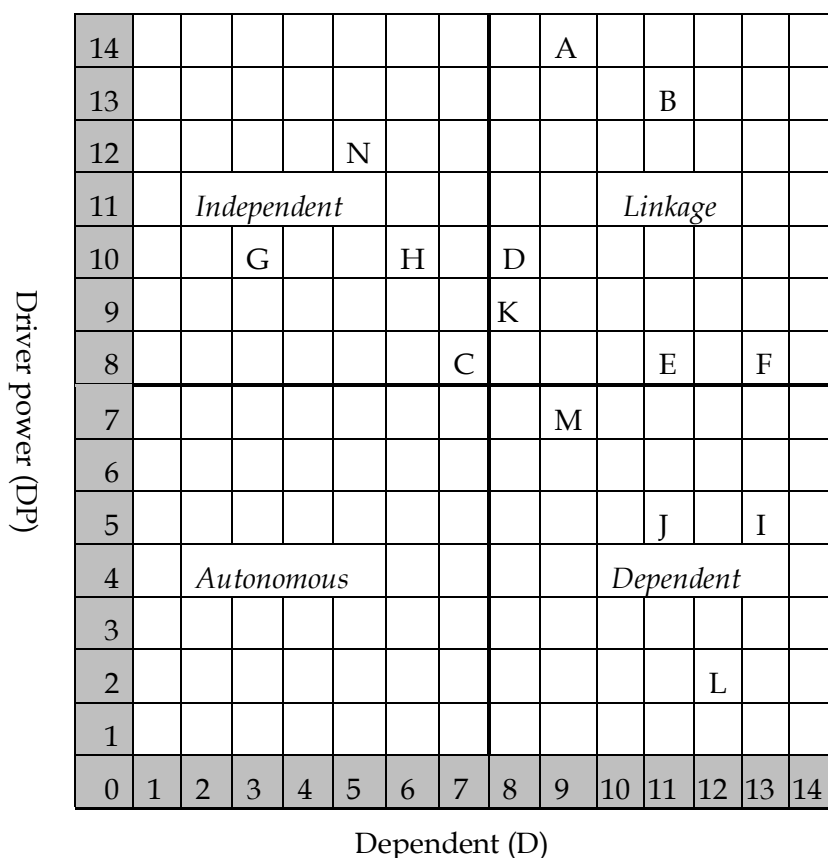 14 A
13 B
12 N
11 Independent Linkage
10 G H D
9 K
8 C E F
7 M
6
5 J I
4 Autonomous Dependent
3
2 L
1
0 1 2 3 4 5 6 7 8 9 10 11 12 13 14
Driver power (DP)
Dependent (D)